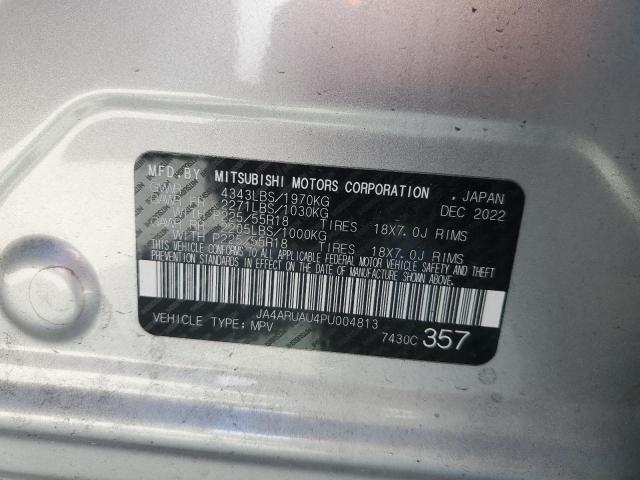 MFD. BY MITSUBISHI MOTORS CORPORATION , JAPAN
GVWR 4343LBS/1970KG DEC 2022
GAWR FR 2271LBS/1030KG
WITH P225/55R18 TIRES 18X7.0J RIMS
GAWR RR 2205LBS/1000KG
WITH P225/55R18 TIRES 18X7.0J RIMS
THIS VEHICLE CONFORMS TO ALL APPLICABLE FEDERAL MOTOR VEHICLE SAFETY AND THEFT
PREVENTION STANDARDS IN EFFECT ON THE DATE OF MANUFACTURE SHOWN ABOVE.
JA4ARUAU4PU004813
VEHICLE TYPE: MPV 7430C 357